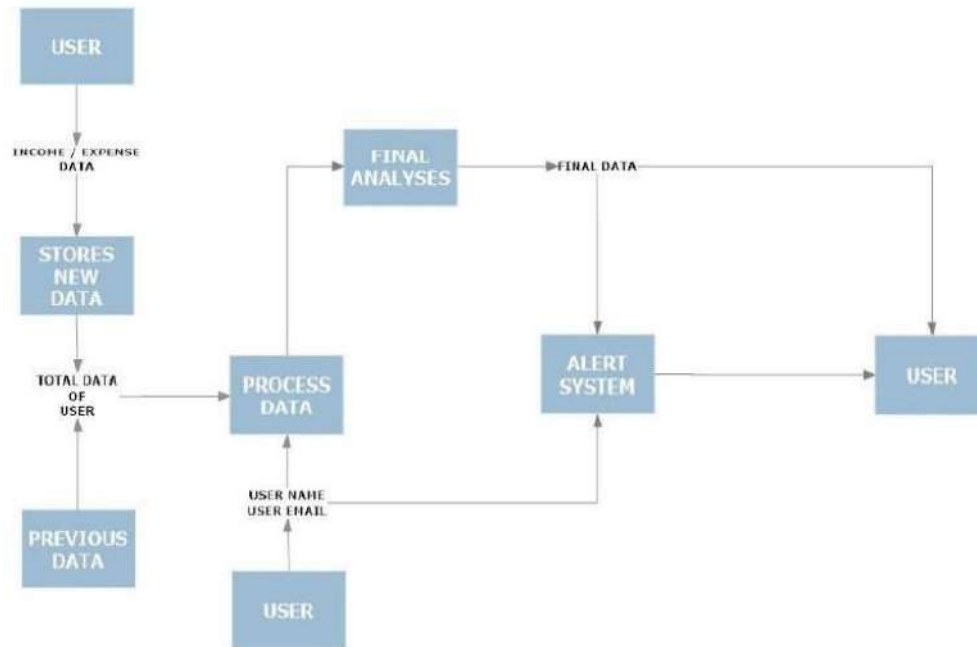 USER
INCOME / EXPENSE
DATA
STORES
NEW
DATA
TOTAL DATA
OF
USER
PREVIOUS
DATA
PROCESS
DATA
USER NAME
USER EMAIL
USER
FINAL
ANALYSES
FINAL DATA
ALERT
SYSTEM
USER